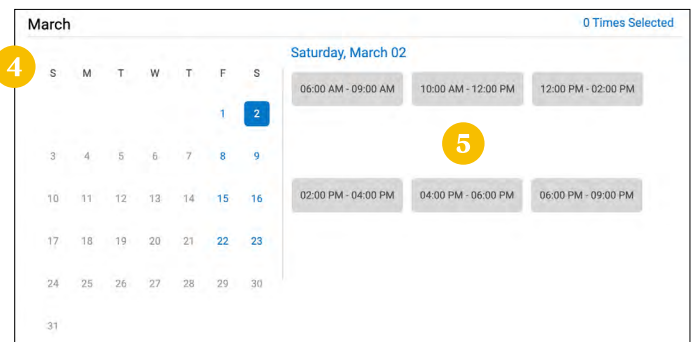 March
0 Times Selected
4
Saturday, March 02
S M T W T F S
06:00 AM - 09:00 AM 10:00 AM - 12:00 PM 12:00 PM - 02:00 PM
1 2
5
3 4 5 6 7 8 9
02:00 PM - 04:00 PM 04:00 PM - 06:00 PM 06:00 PM - 09:00 PM
10 11 12 13 14 15 16
17 18 19 20 21 22 23
24 25 26 27 28 29 30
31